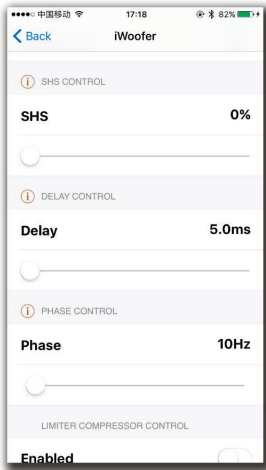 中国移动 17:18 82%
Back iWoofer
SHS CONTROL
SHS 0%
DELAY CONTROL
Delay 5.0ms
PHASE CONTROL
Phase 10Hz
LIMITER COMPRESSOR CONTROL
Enabled